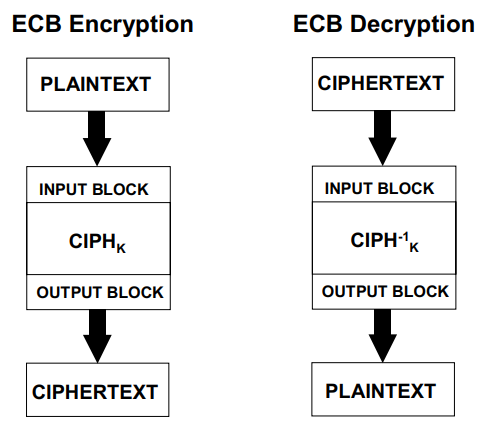 ECB Encryption
PLAINTEXT
INPUT BLOCK
CIPHK
OUTPUT BLOCK
CIPHERTEXT
ECB Decryption
CIPHERTEXT
INPUT BLOCK
CIPH-1K
OUTPUT BLOCK
PLAINTEXT